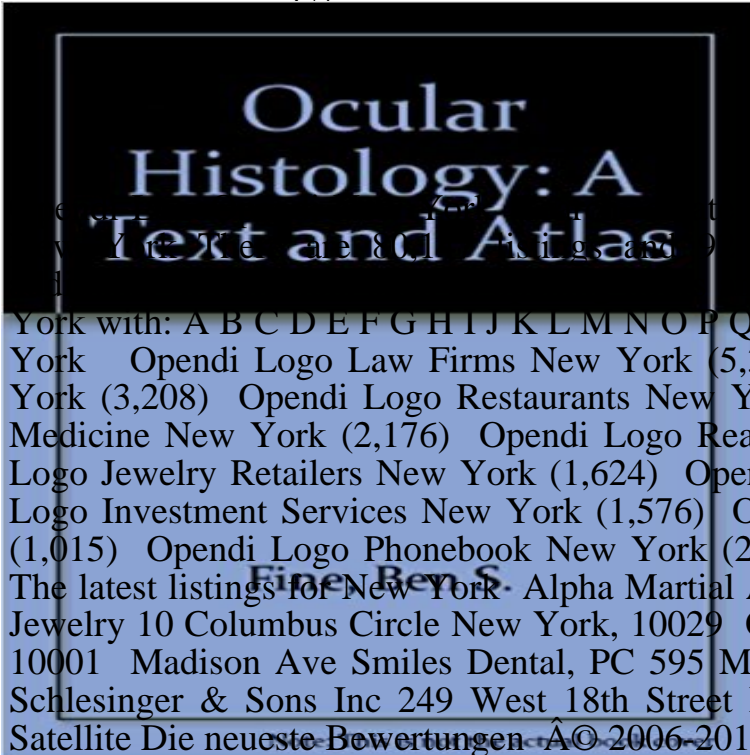 Ocular
Histology: A
Text and Atlas
York with: A B C D E F G H I J K L M N O P Q
York Opendi Logo Law Firms New York (5,
York (3,208) Opendi Logo Restaurants New
Medicine New York (2,176) Opendi Logo
Logo Jewelry Retailers New York (1,624)
Logo Investment Services New York (1,576)
(1,015) Opendi Logo Phonebook New York (2
The latest listings for New York Alpha Martial
Fine, Ben S.
Jewelry 10 Columbus Circle New York, 10029
10001 Madison Ave Smiles Dental, PC 595
Schlesinger & Sons Inc 249 West 18th Street
Satellite Die neueste Bewertungen Â© 2006-201